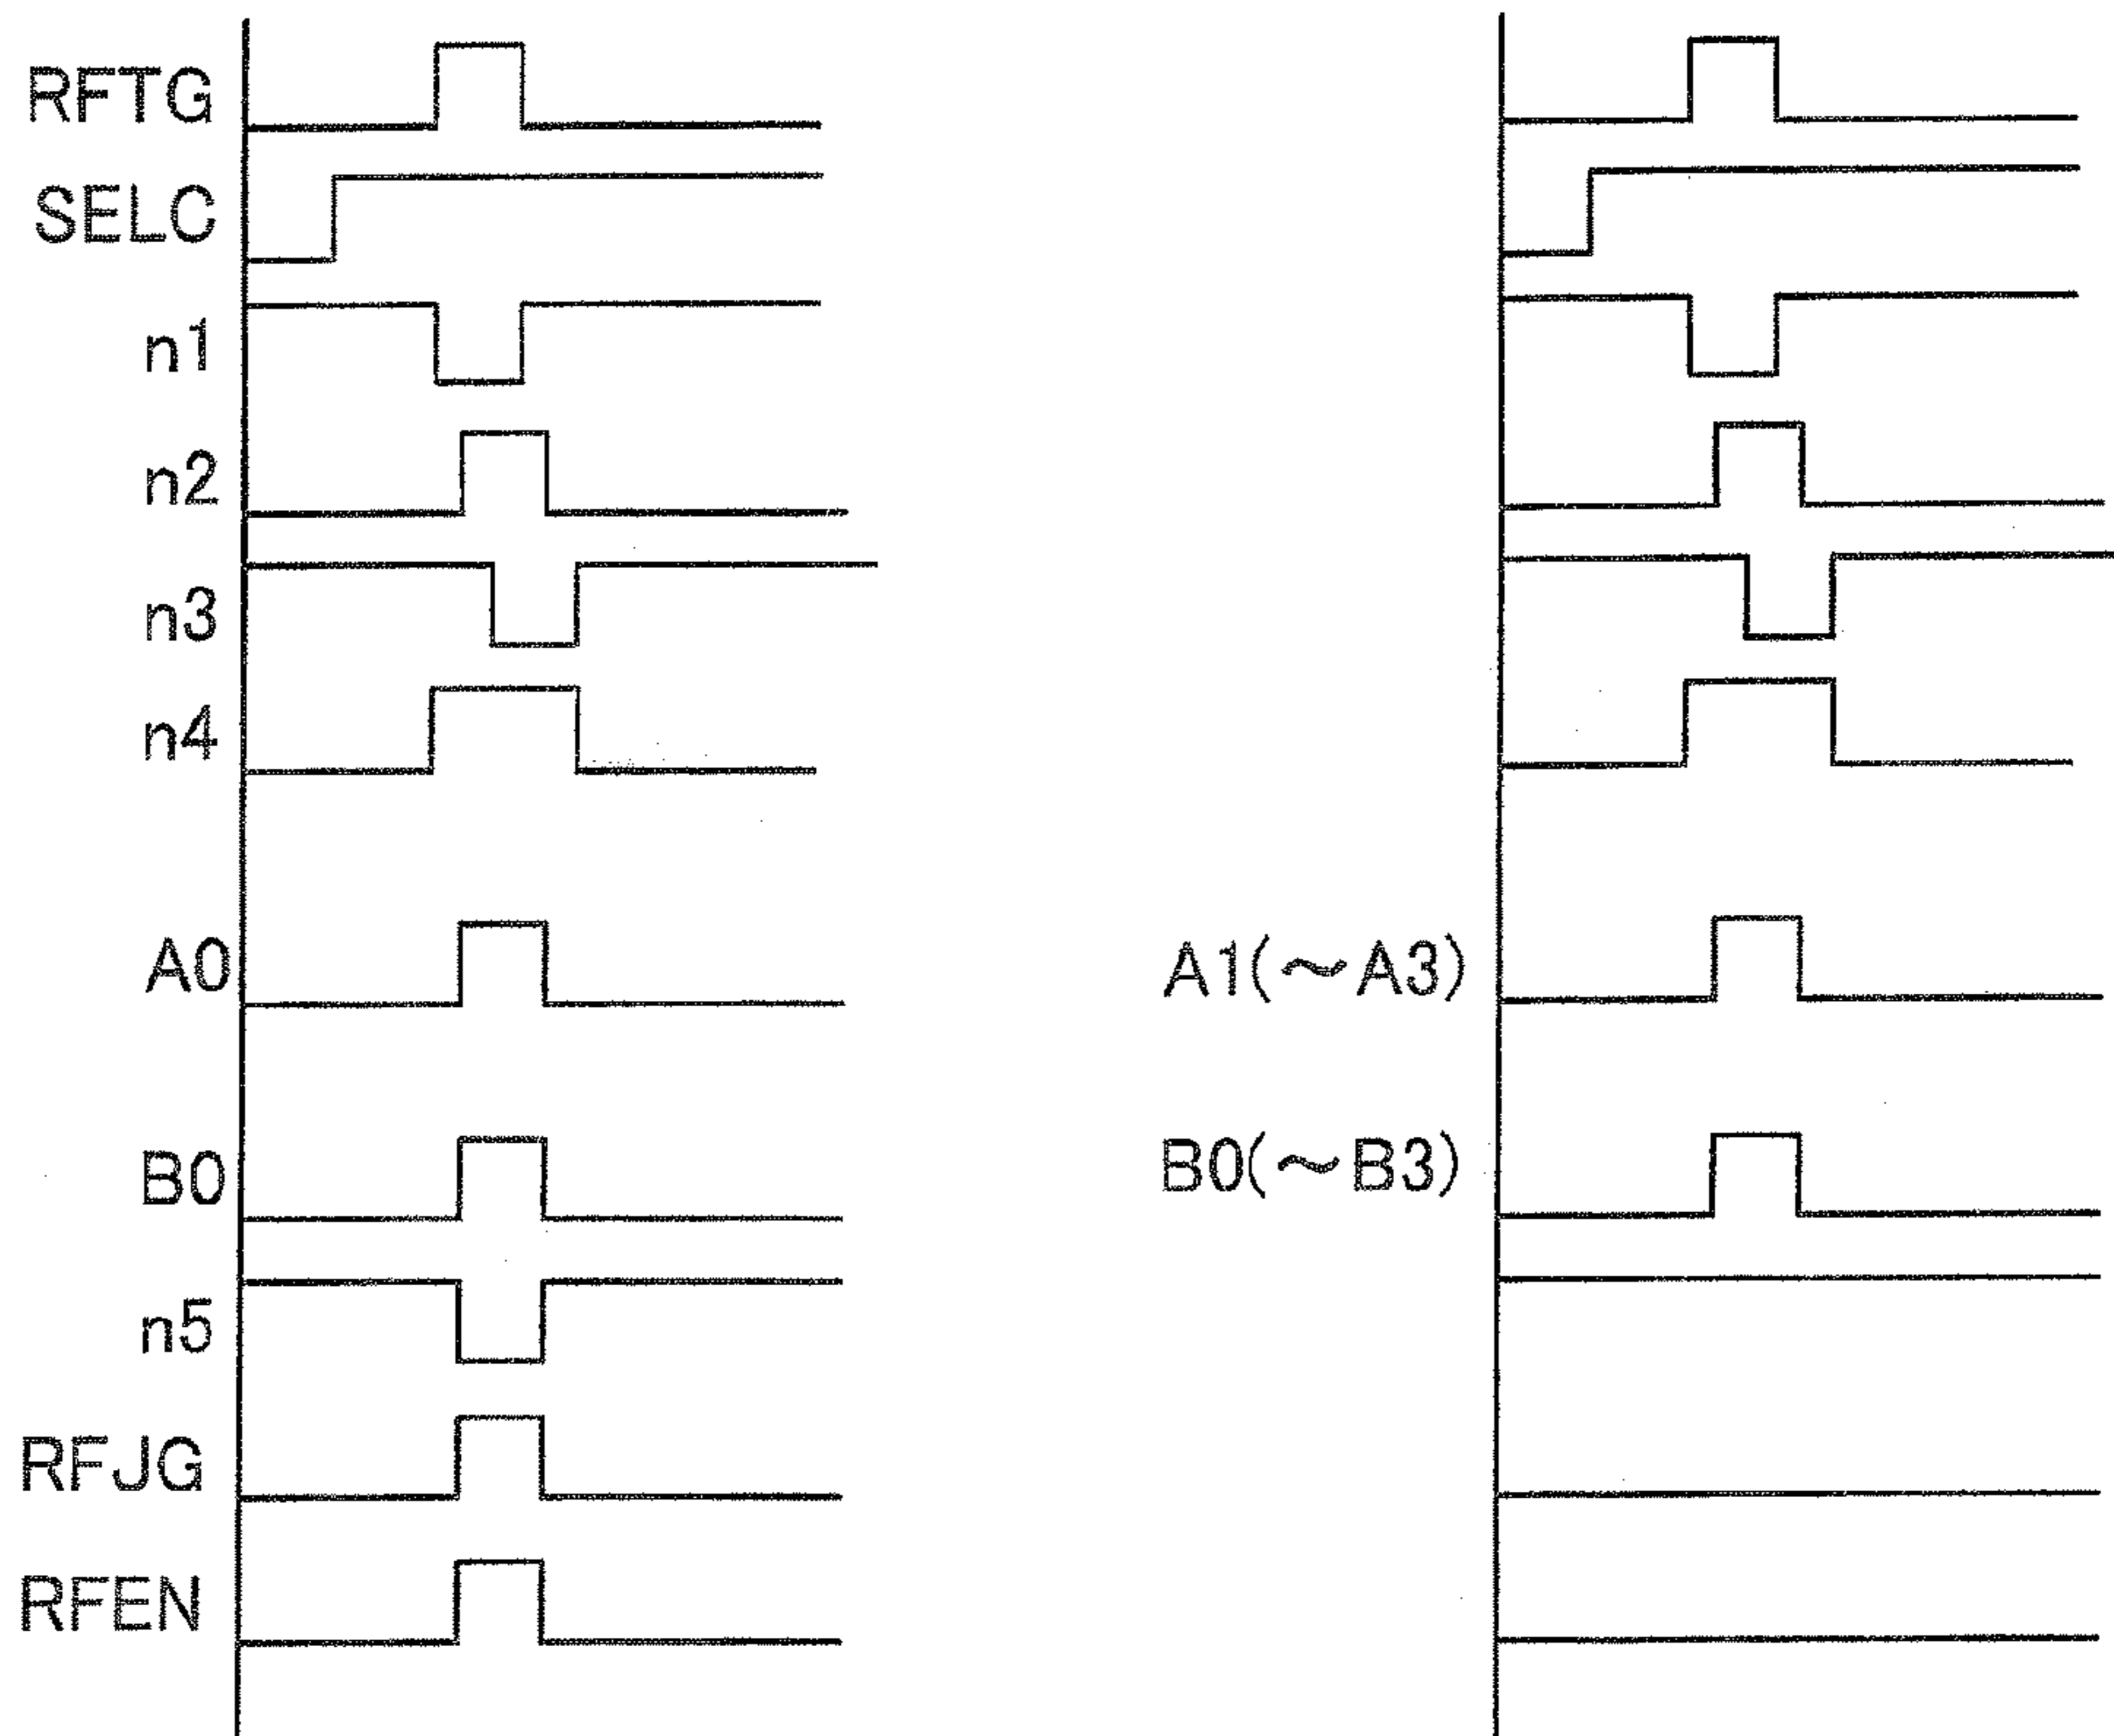 RFTG
SELC
n1
n2
n3
n4
A0
B0
n5
RFJG
RFEN
A1(～A3)
B0(～B3)